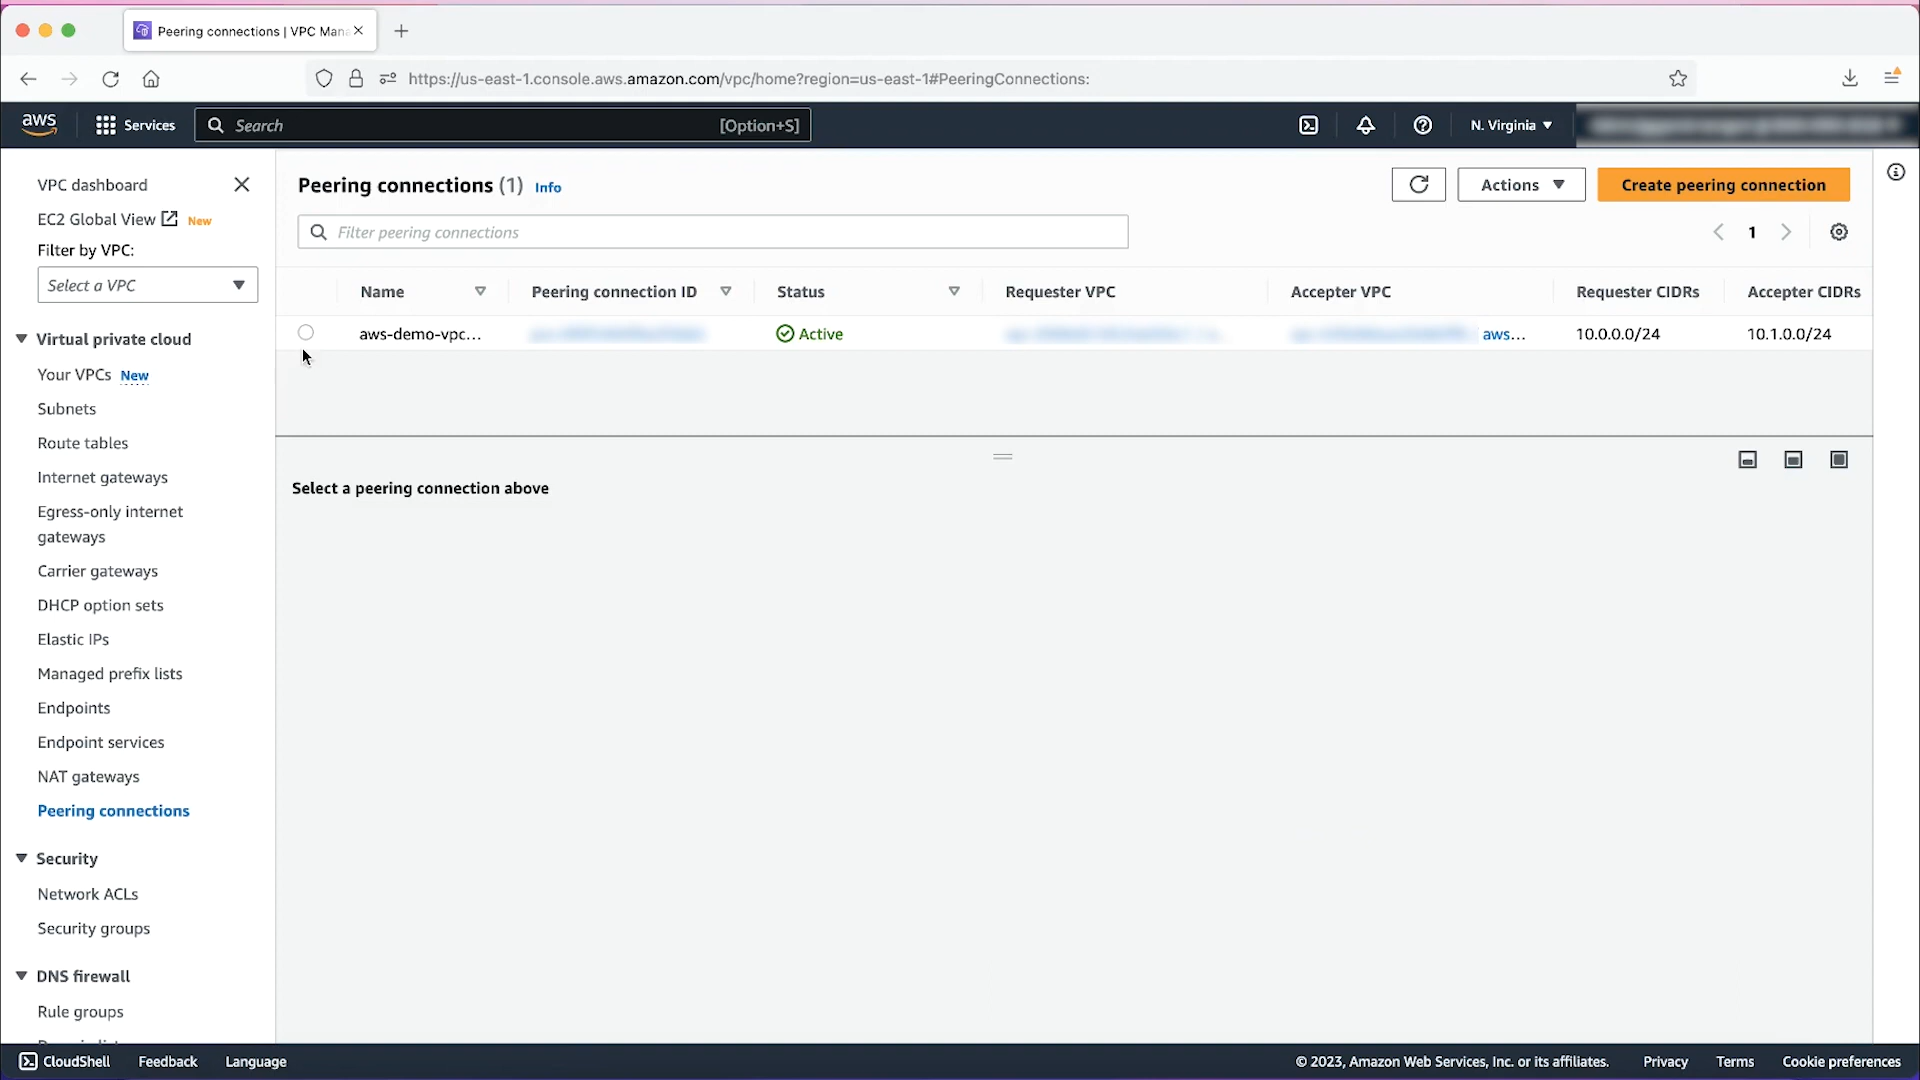 Peering connections | VPC Mana
https://us-east-1.console.aws.amazon.com/vpc/home?region=us-east-1#PeeringConnections:
aws
Services
Search
[Option+S]
N. Virginia
VPC dashboard
EC2 Global View New
Filter by VPC:
Select a VPC
Virtual private cloud
Your VPCs New
Subnets
Route tables
Internet gateways
Egress-only internet
gateways
Carrier gateways
DHCP option sets
Elastic IPs
Managed prefix lists
Endpoints
Endpoint services
NAT gateways
Peering connections
Security
Network ACLs
Security groups
DNS firewall
Rule groups
Peering connections (1) Info
Actions
Create peering connection
Filter peering connections
1
Name Peering connection ID Status Requester VPC Accepter VPC Requester CIDRs Accepter CIDRs
aws-demo-vpc... Active aws... 10.0.0.0/24 10.1.0.0/24
Select a peering connection above
CloudShell Feedback Language
© 2023, Amazon Web Services, Inc. or its affiliates. Privacy Terms Cookie preferences